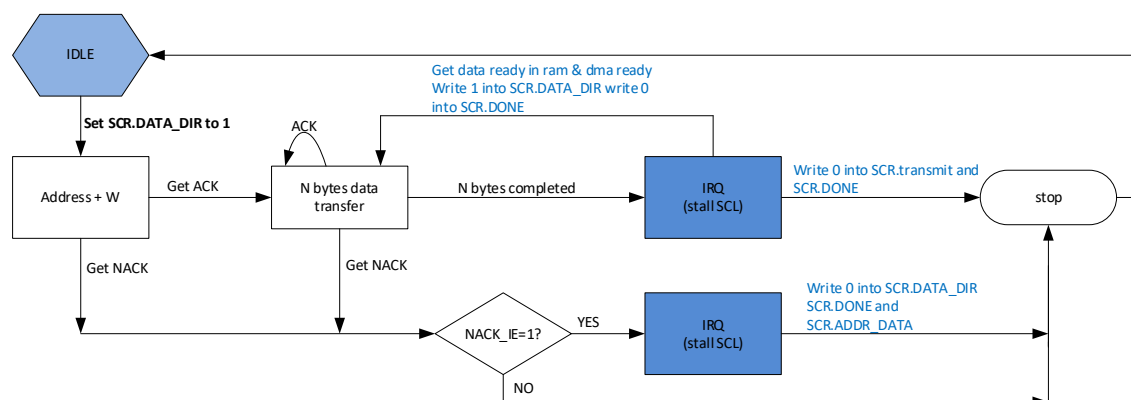 IDLE
Get data ready in ram & dma ready
Write 1 into SCR.DATA_DIR write 0
into SCR.DONE
Set SCR.DATA_DIR to 1
ACK
Address + W
Get ACK
N bytes data
transfer
N bytes completed
IRQ
(stall SCL)
Write 0 into SCR.transmit and
SCR.DONE
stop
Get NACK
Get NACK
NACK_IE=1?
YES
IRQ
(stall SCL)
Write 0 into SCR.DATA_DIR
SCR.DONE and
SCR.ADDR_DATA
NO